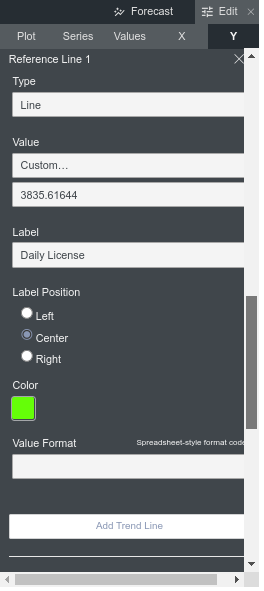 Forecast Edit
Plot Series Values X Y
Reference Line 1
Type
Line
Value
Custom...
3835.61644
Label
Daily License
Label Position
Left
Center
Right
Color
Value Format Spreadsheet-style format code
Add Trend Line